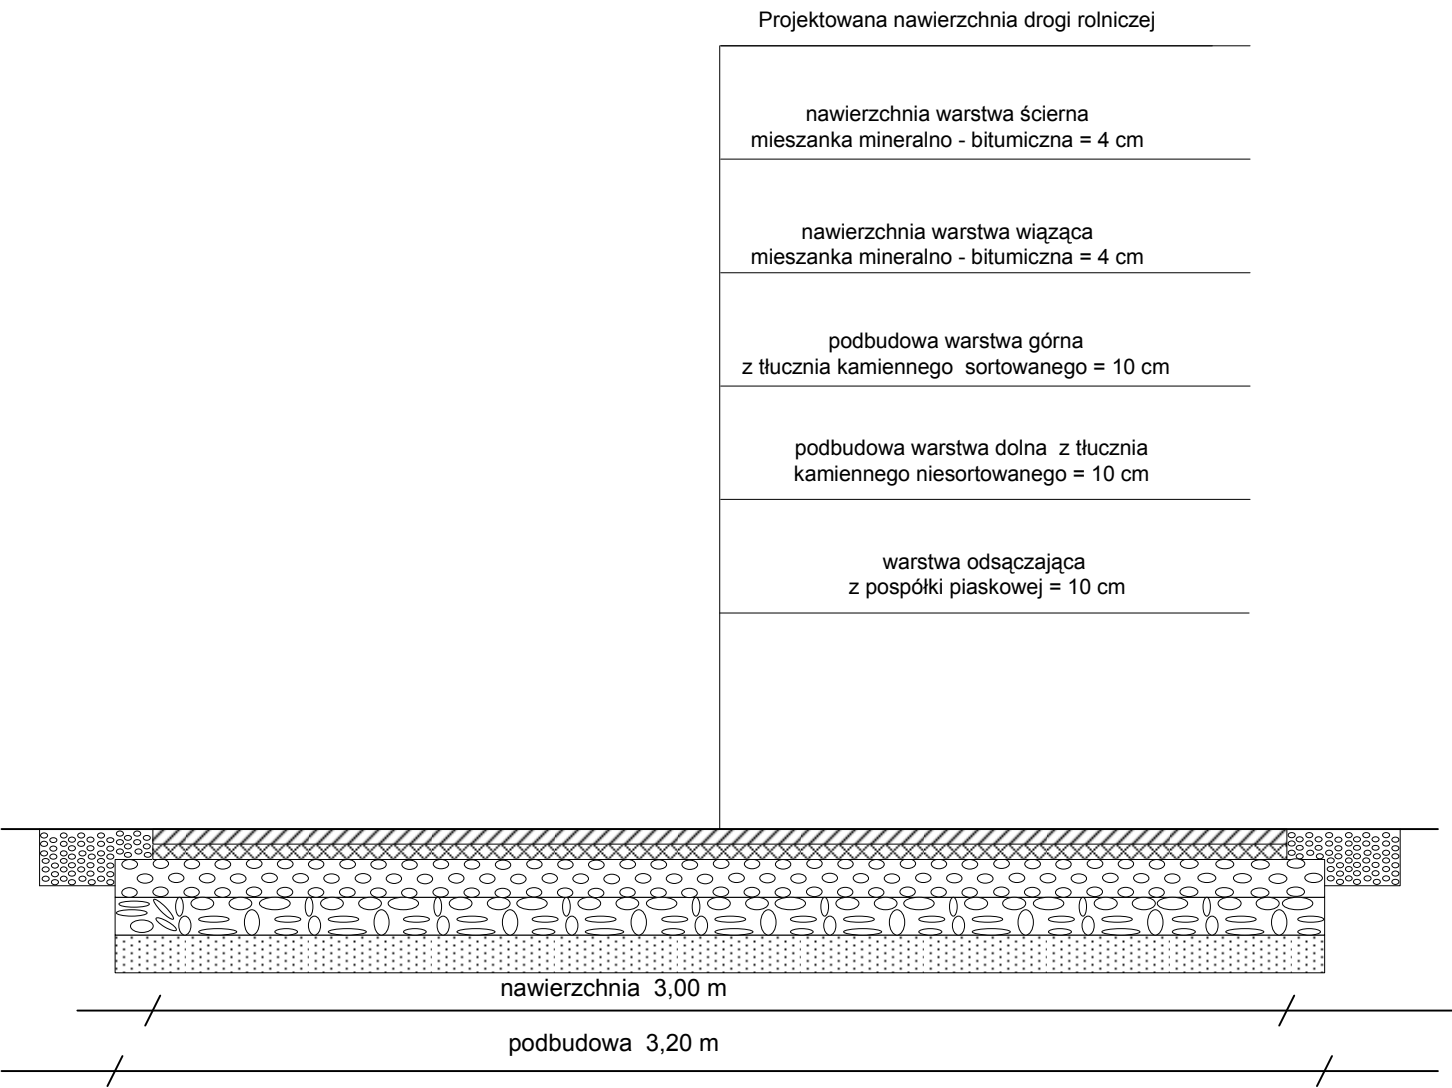 Projektowana nawierzchnia drogi rolniczej
nawierzchnia warstwa ścierna
mieszanka mineralno - bitumiczna = 4 cm
nawierzchnia warstwa wiąząca
mieszanka mineralno - bitumiczna = 4 cm
podbudowa warstwa górna
z tłucznia kamiennego sortowanego = 10 cm
podbudowa warstwa dolna z tłucznia
kamiennego niesortowanego = 10 cm
warstwa odsączająca
z pospółki piaskowej = 10 cm
nawierzchnia 3,00 m
podbudowa 3,20 m